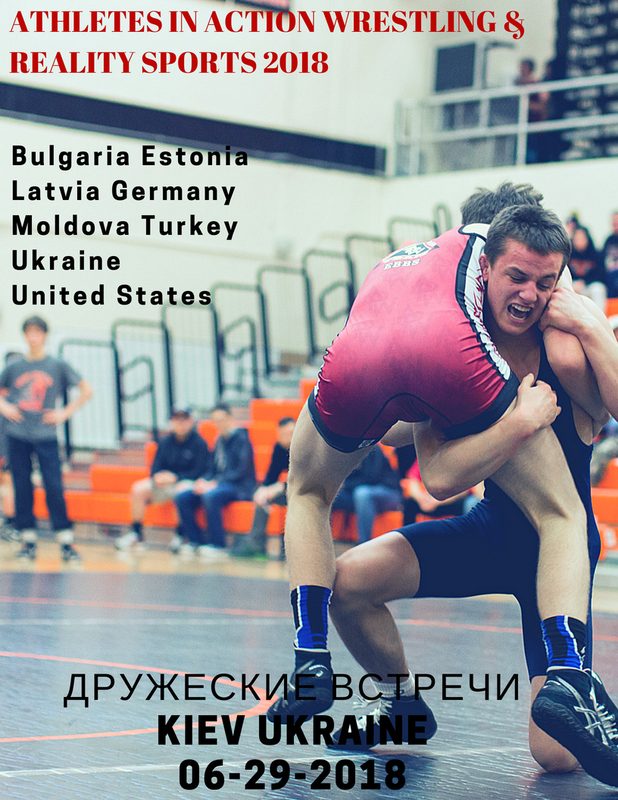 ATHLETES IN ACTION WRESTLING &
REALITY SPORTS 2018
Bulgaria Estonia
Latvia Germany
Moldova Turkey
Ukraine
United States
SBHS
ДРУЖЕСКИЕ ВСТРЕЧИ
KIEV UKRAINE
06-29-2018